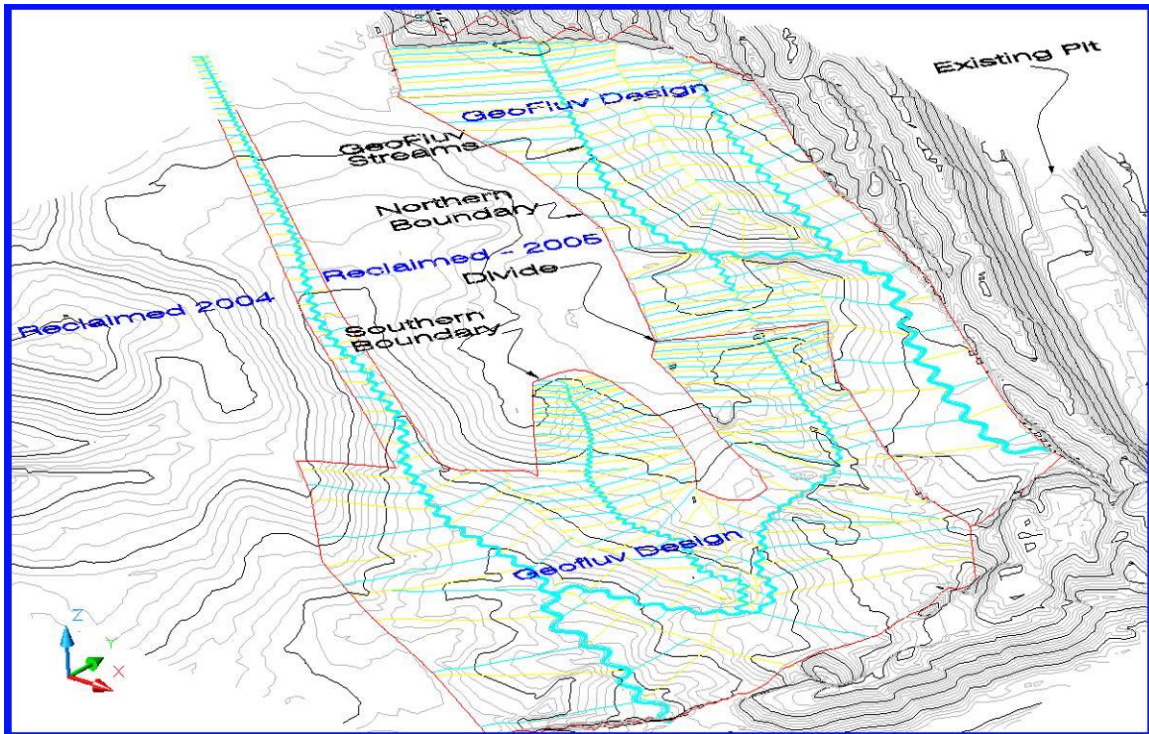 Existing Pit
GeoFluv Design
GeoFluv
Streams
Northern
Boundary
Reclaimed - 2005
Divide
Reclaimed 2004
Southern
Boundary
Geofluv Design
Z
Y
X